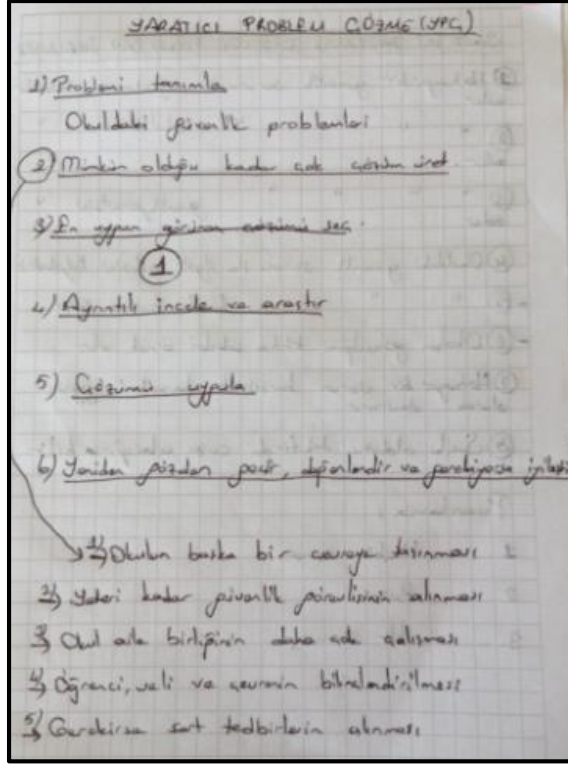 YARATICI PROBLEM ÇÖZME (YPÇ)
1) Problemi tanımla
Okuldaki güvenlik problemleri
2) Mümkün olduğu kadar çok çözüm üret.
3) En uygun görünen çözümü seç.
1
4) Ayrıntılı incele ve araştır
5) Çözümü uygula
6) Yeniden gözden geçir, değerlendir ve gerekiyorsa iyileştir
1) Okulun başka bir çevreye taşınması
2) Yeteri kadar güvenlik görevlisinin alınması
3) Okul aile birliğinin daha çok çalışması
4) Öğrenci, veli ve çevrenin bilinçlendirilmesi
5) Gerekirse sert tedbirlerin alınması